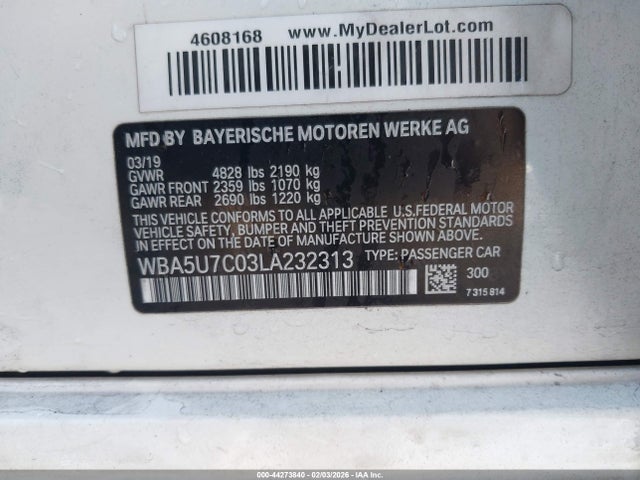 4608168 www.MyDealerLot.com
MFD BY BAYERISCHE MOTOREN WERKE AG
03/19
GVWR 4828 lbs 2190 kg
GAWR FRONT 2359 lbs 1070 kg
GAWR REAR 2690 lbs 1220 kg
THIS VEHICLE CONFORMS TO ALL APPLICABLE U.S.FEDERAL MOTOR
VEHICLE SAFETY, BUMPER AND THEFT PREVENTION STANDARDS IN
EFFECT ON THE DATE OF MANUFACTURE SHOWN ABOVE.
WBA5U7C03LA232313 TYPE: PASSENGER CAR
300
7315814
000-44273840 - 02/03/2026 - IAA Inc.